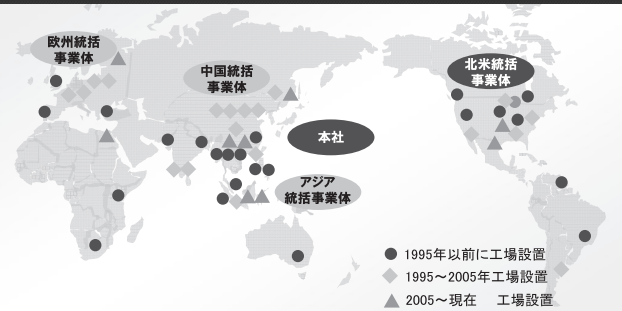 欧州統括
事業体
中国統括
事業体
北米統括
事業体
本社
アジア
統括事業体
1995年以前に工場設置
1995～2005年工場設置
2005～現在　工場設置